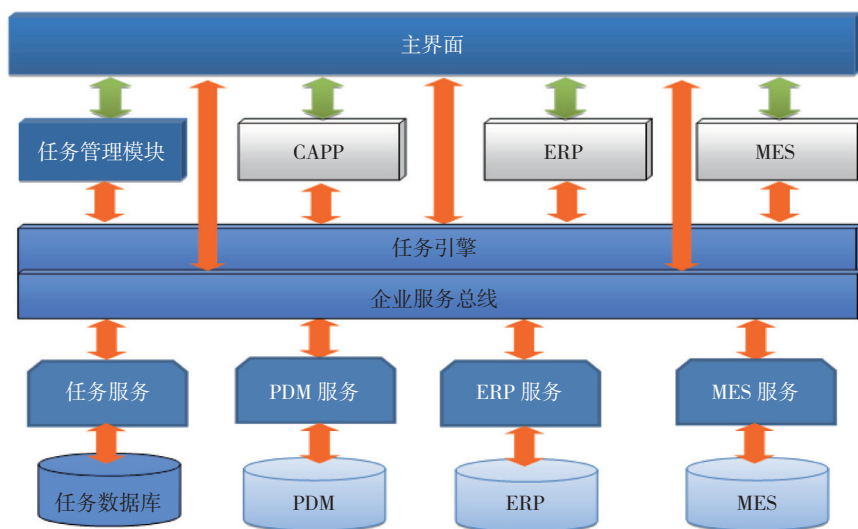 主界面
任务管理模块
CAPP
ERP
MES
任务引擎
企业服务总线
任务服务
PDM 服务
ERP 服务
MES 服务
任务数据库
PDM
ERP
MES